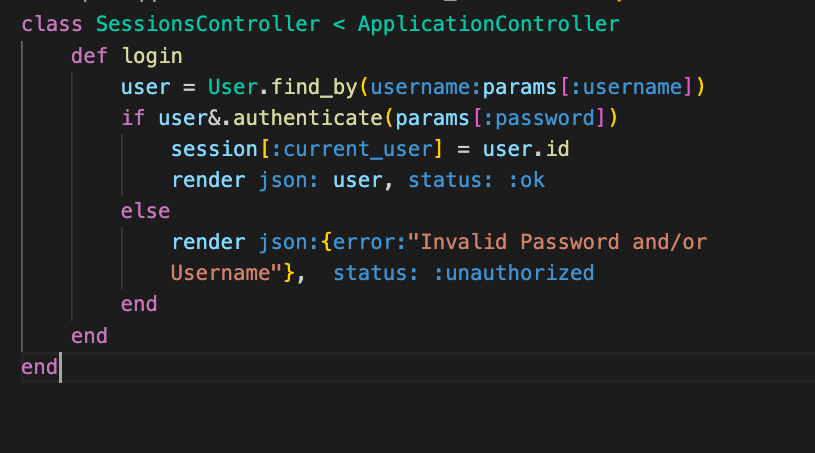 class SessionsController < ApplicationController
    def login
        user = User.find_by(username:params[:username])
        if user&.authenticate(params[:password])
            session[:current_user] = user.id
            render json: user, status: :ok
        else
            render json:{error:"Invalid Password and/or
            Username"},  status: :unauthorized
        end
    end
end